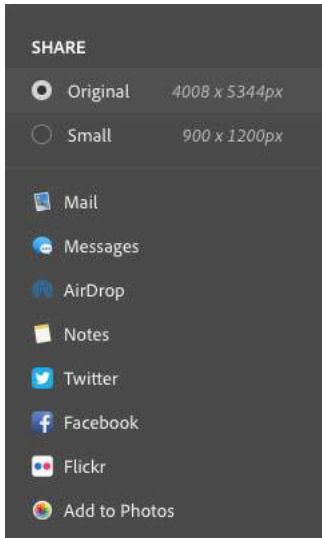 SHARE
Original 4008 x 5344px
Small 900 x 1200px
Mail
Messages
AirDrop
Notes
Twitter
Facebook
Flickr
Add to Photos